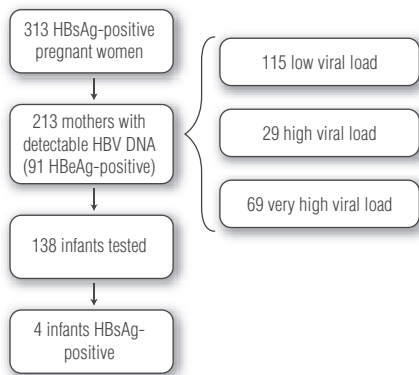 313 HBsAg-positive
pregnant women
213 mothers with
detectable HBV DNA
(91 HBeAg-positive)
115 low viral load
29 high viral load
69 very high viral load
138 infants tested
4 infants HBsAg-
positive